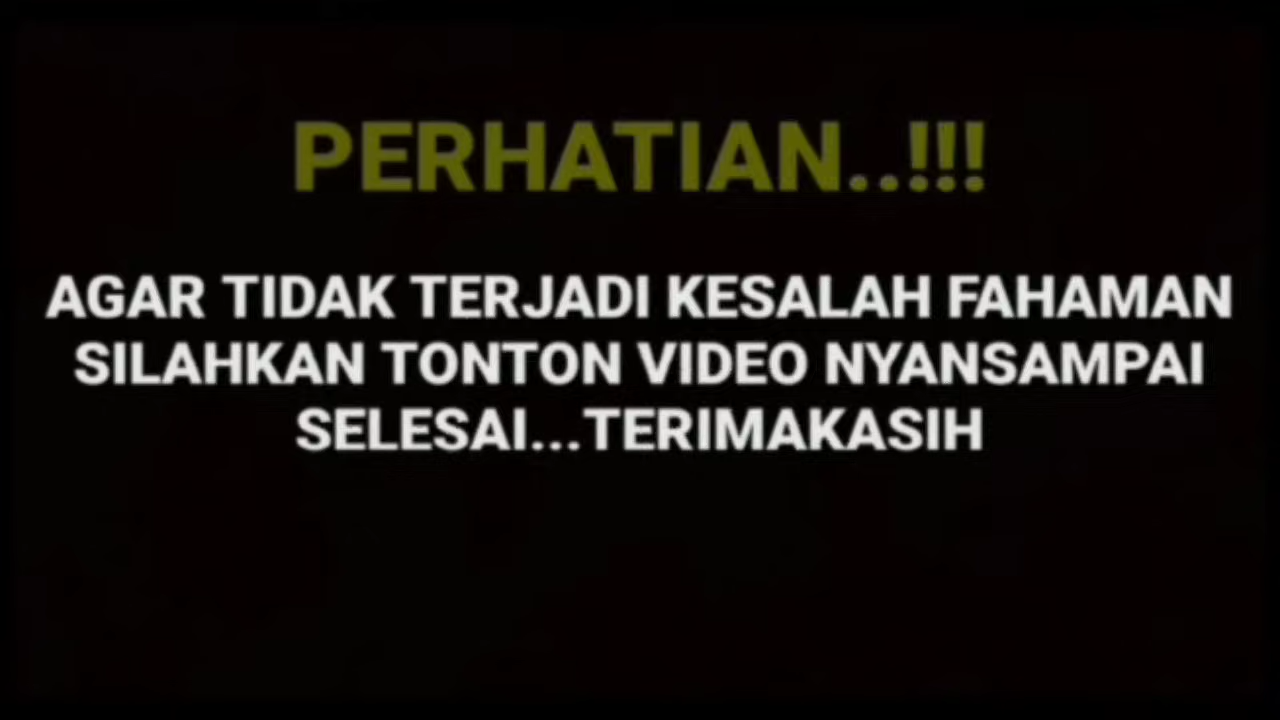 PERHATIAN..!!!
AGAR TIDAK TERJADI KESALAH FAHAMAN
SILAHKAN TONTON VIDEO NYANSAMPAI
SELESAI...TERIMAKASIH